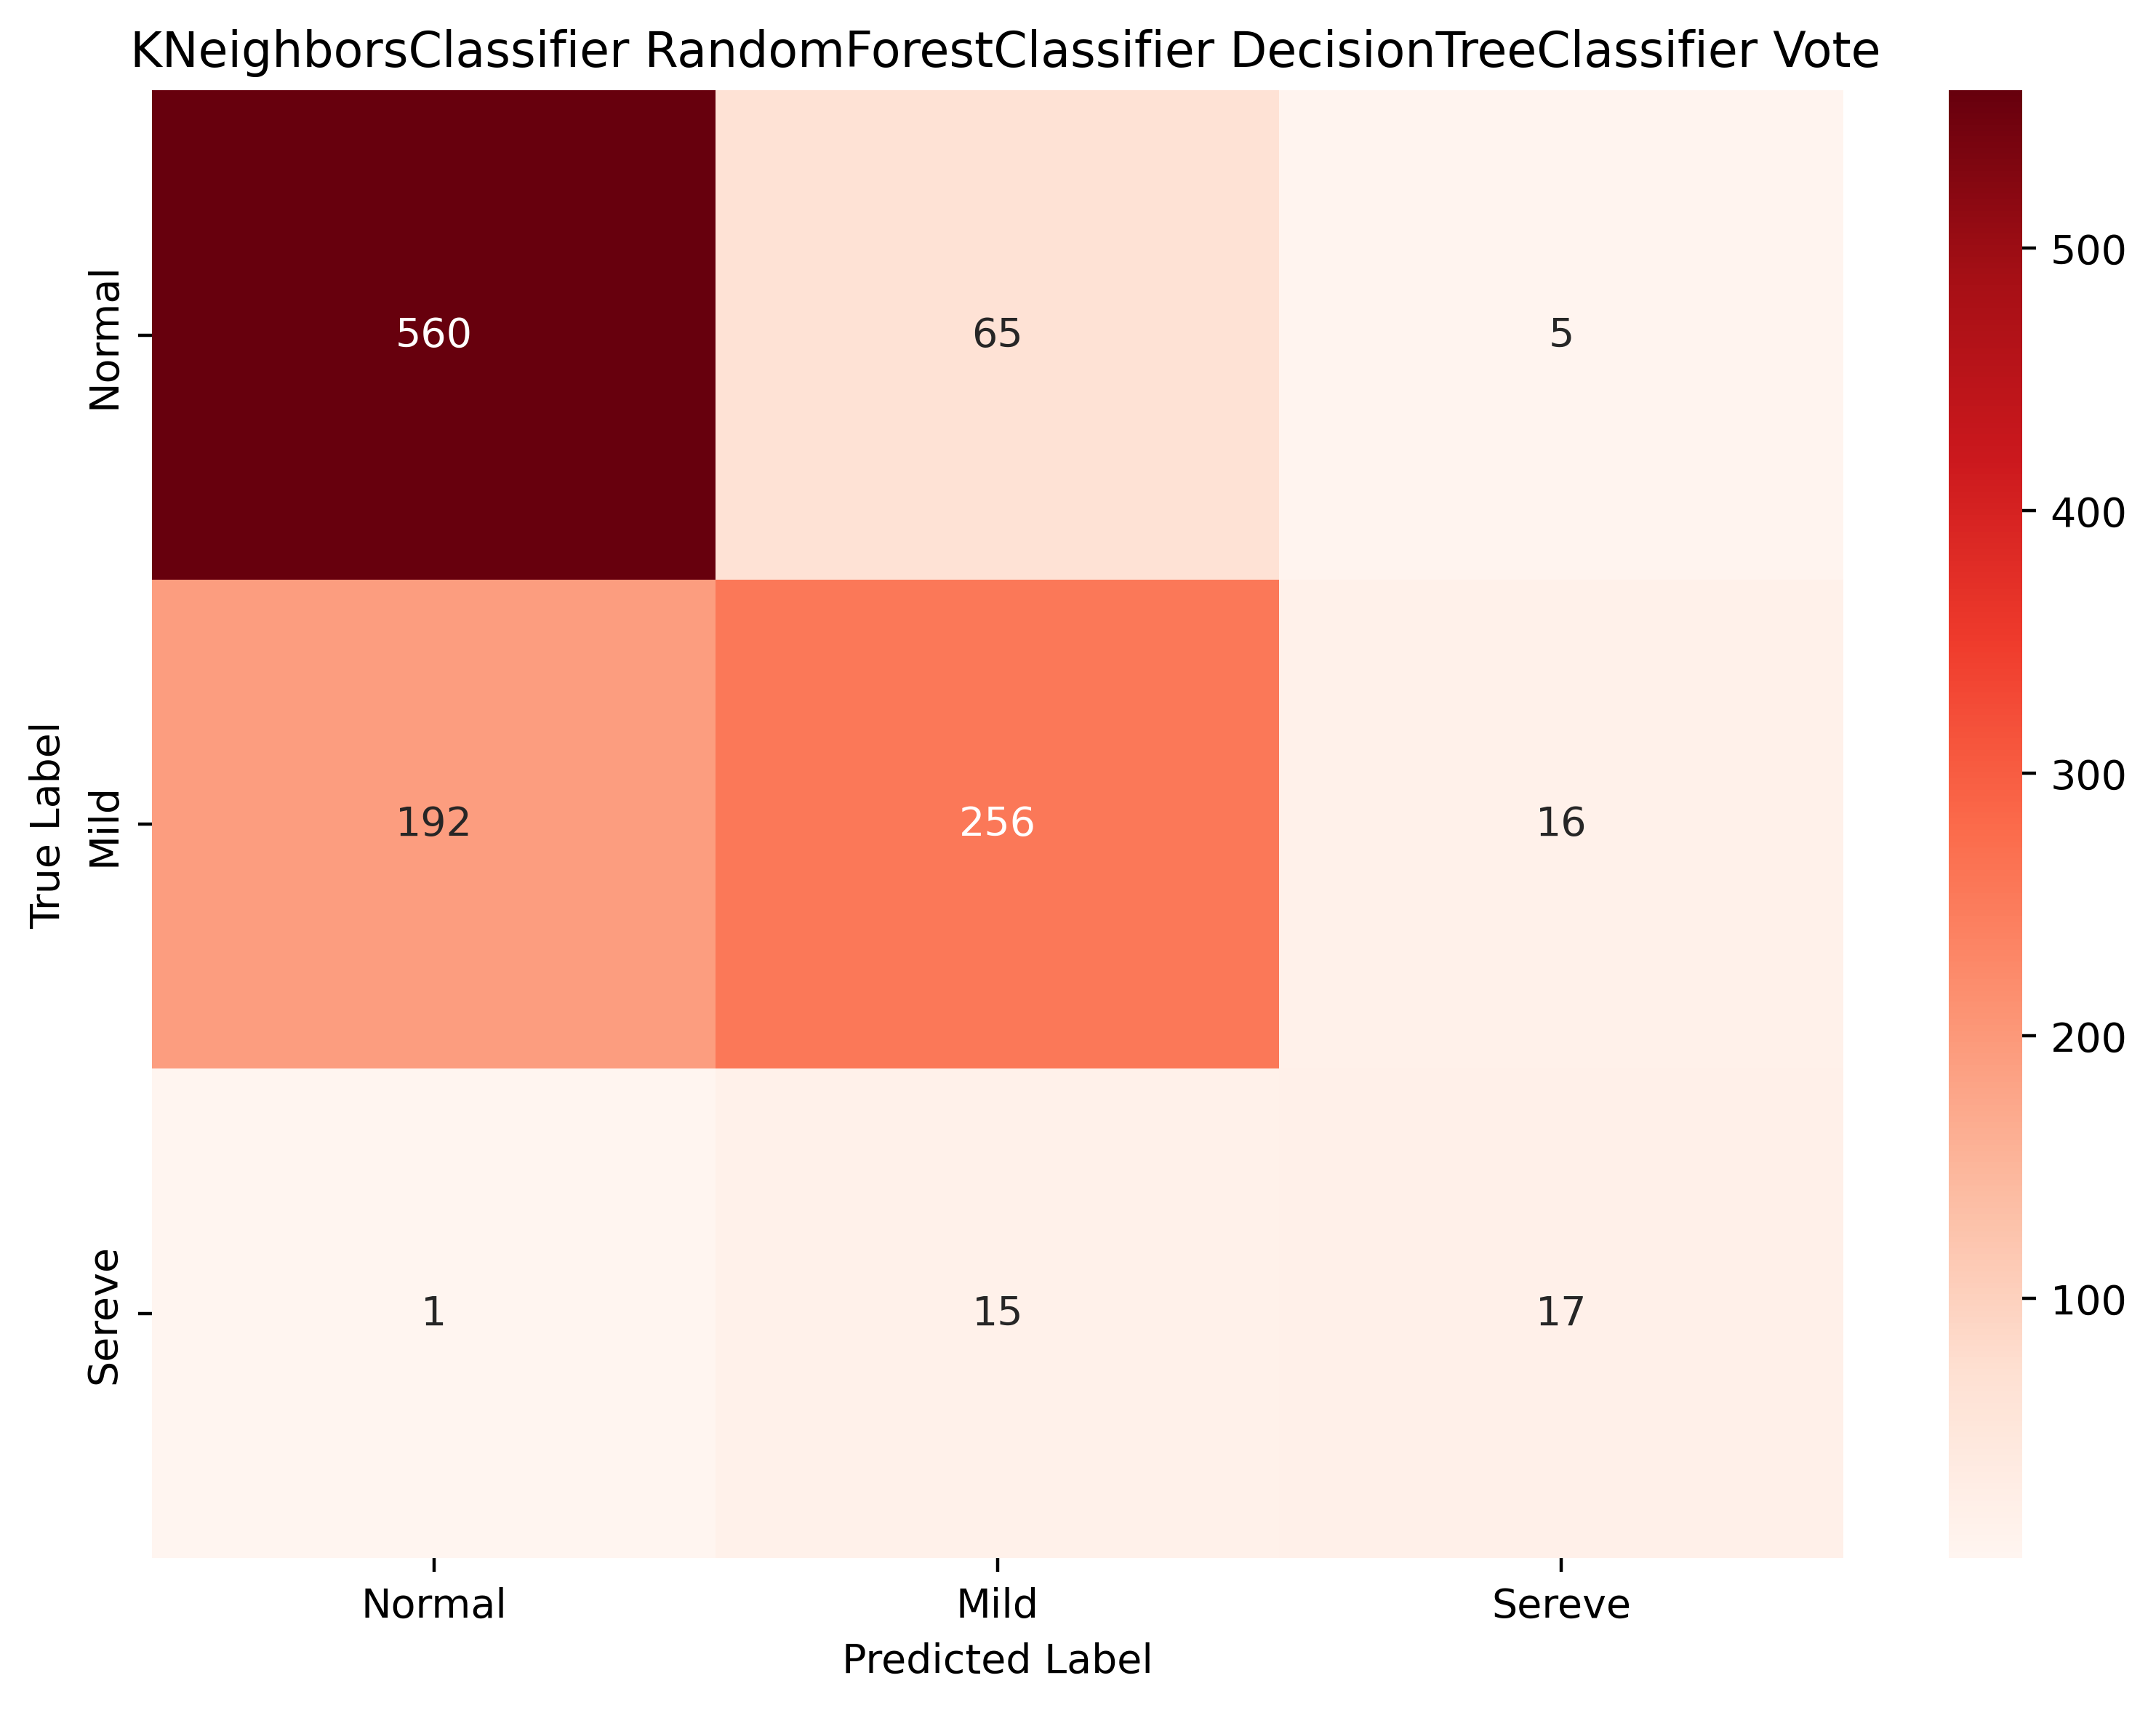 KNeighborsClassifier RandomForestClassifier DecisionTreeClassifier Vote
True Label
Normal
560 65 5
Mild
192 256 16
Sereve
1 15 17
Normal Mild Sereve
Predicted Label
500
400
300
200
100